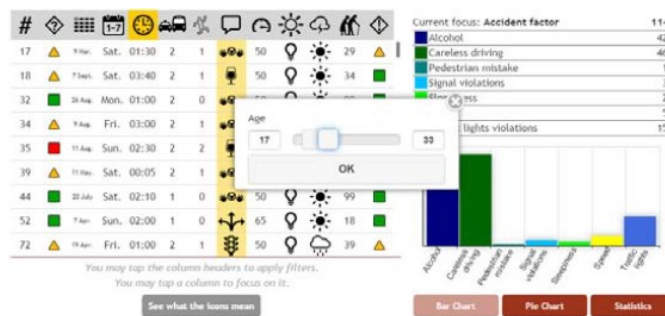 #
1-7
17 9 Mar. Sat. 01:30 2 1 50 29
18 7 Sept. Sat. 03:40 2 1 50 34
32 26 Aug. Mon. 01:00 2 0
34 9 Aug. Fri. 03:00 2 1
35 11 Aug. Sun. 02:30 2 2
39 11 May. Sat. 00:05 2 1
44 20 July Sat. 02:10 1 0 50 99
52 7 Apr. Sun. 02:00 1 0 65 18
72 19 Apr. Fri. 01:00 2 1 50 39
You may tap the column headers to apply filters.
You may tap a column to focus on it.
See what the icons mean
Age
17 33
OK
Current focus: Accident factor 114
Alcohol 42
Careless driving 46
Pedestrian mistake 1
Signal violations 3
lights violations
Alcohol
Careless driving
Pedestrian mistake
Signal violations
Sleepiness
Speed
Traffic lights
Bar Chart
Pie Chart
Statistics